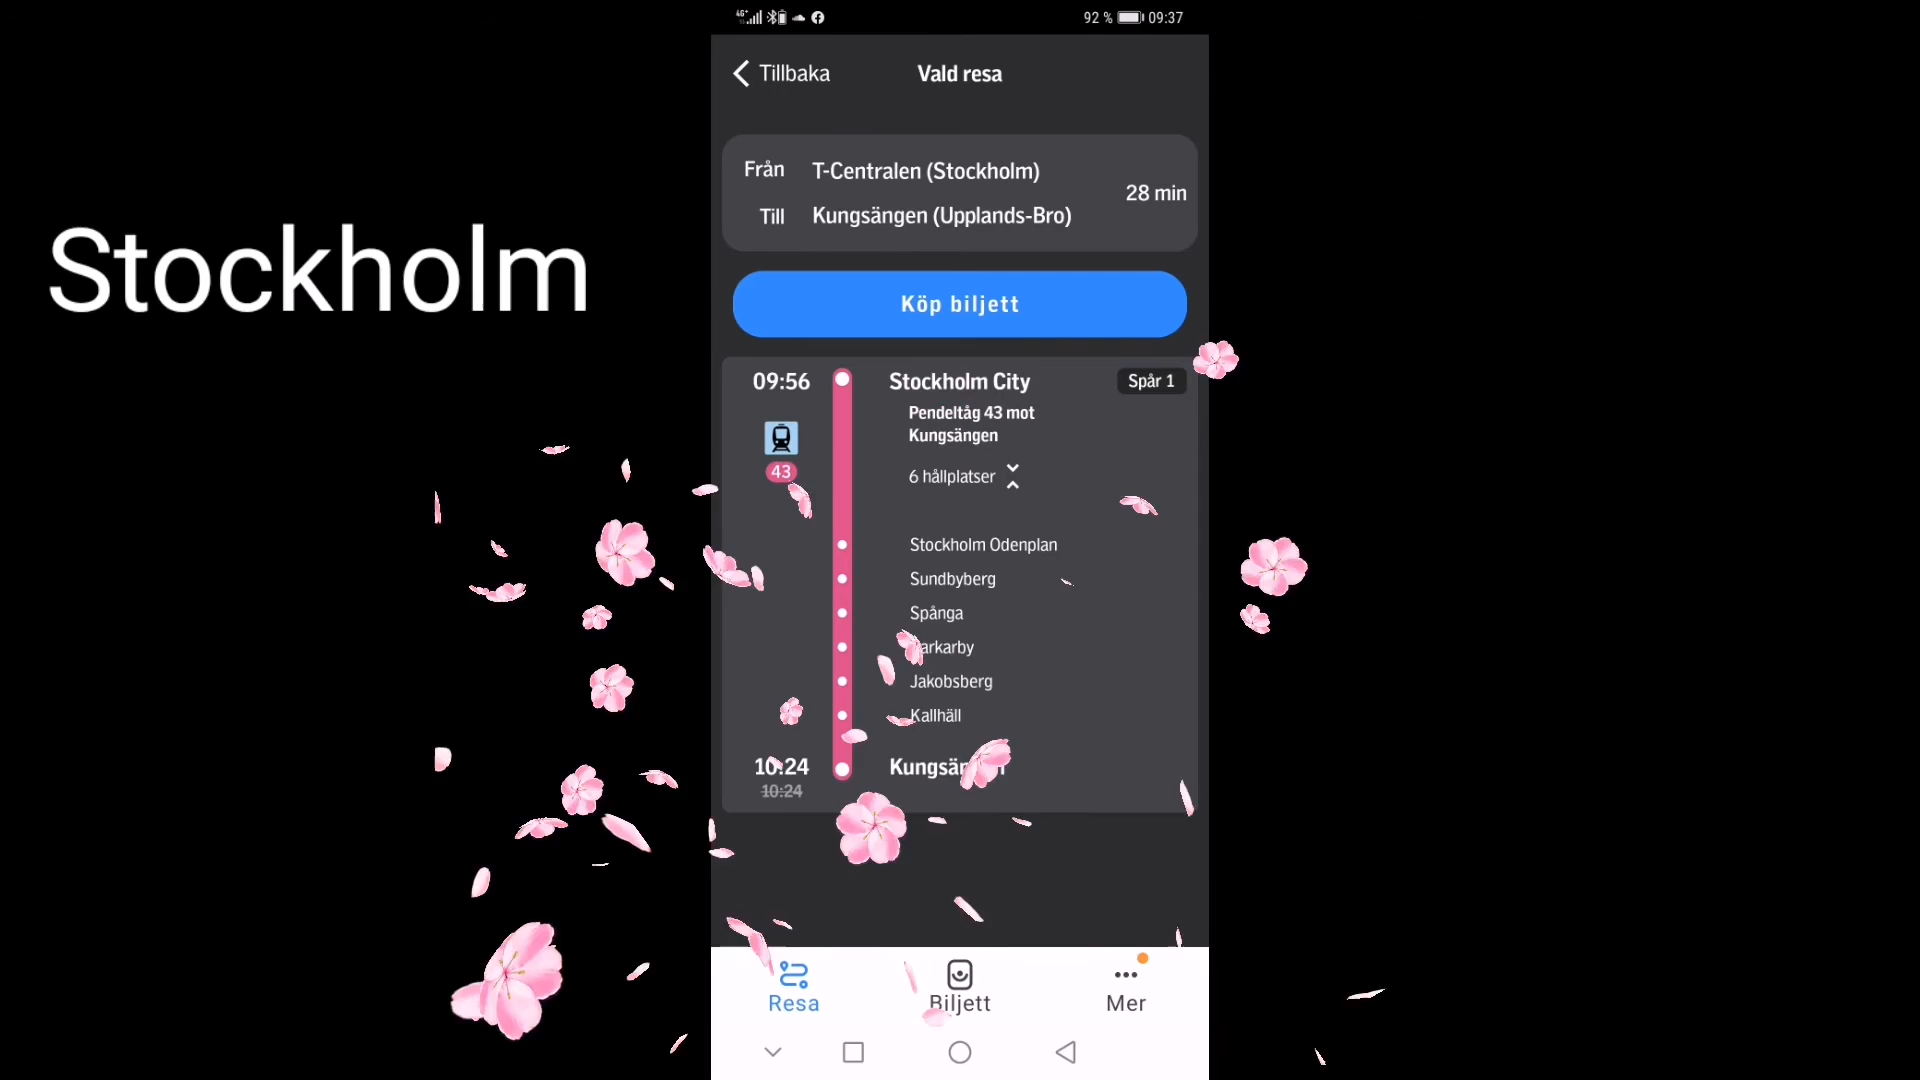 4G+
92 %
09:37
Tillbaka
Vald resa
Från
T-Centralen (Stockholm)
28 min
Till
Kungsängen (Upplands-Bro)
Stockholm
Köp biljett
09:56
Stockholm City
Spår 1
Pendeltåg 43 mot
Kungsängen
43
6 hållplatser
Stockholm Odenplan
Sundbyberg
Spånga
Jakobsberg
Kallhäll
10:24
10:24
Resa
Biljett
Mer